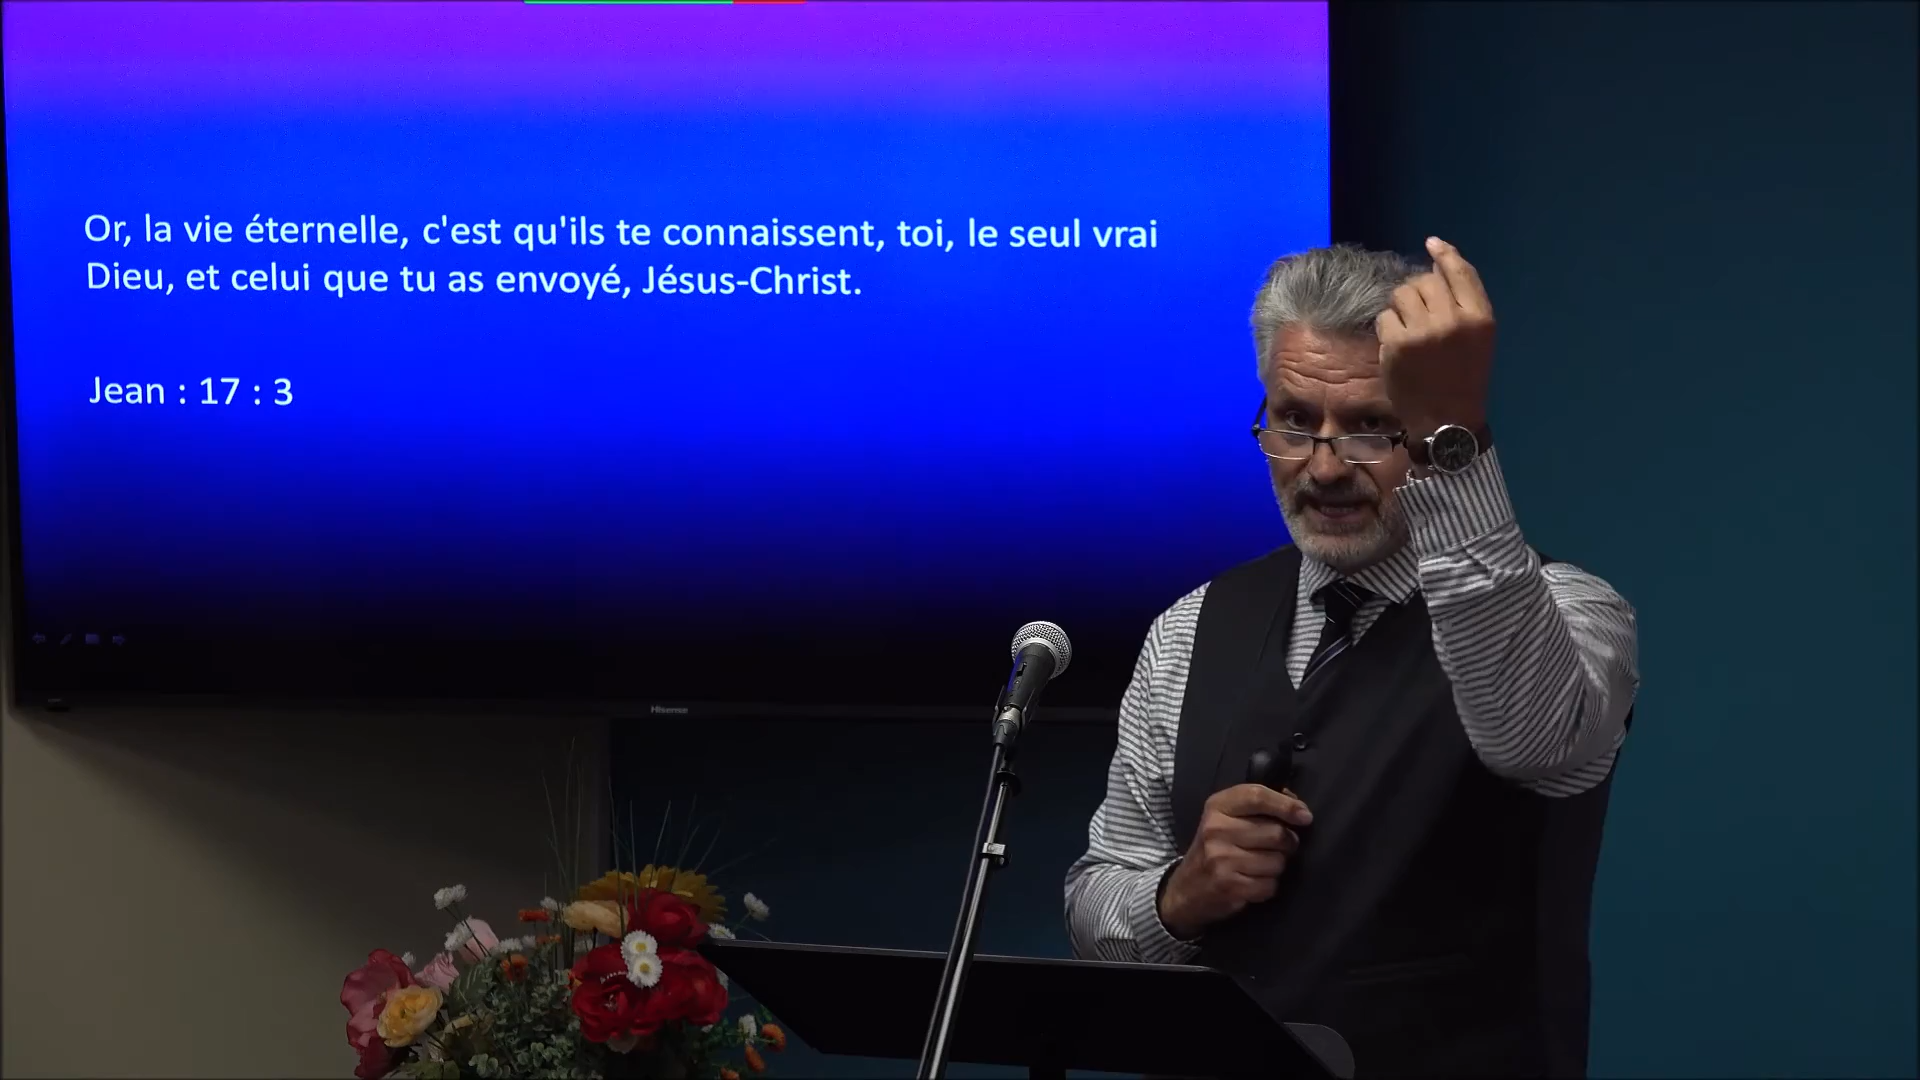 Or, la vie éternelle, c'est qu'ils te connaissent, toi, le seul vrai
Dieu, et celui que tu as envoyé, Jésus-Christ.
Jean : 17 : 3
Hisense